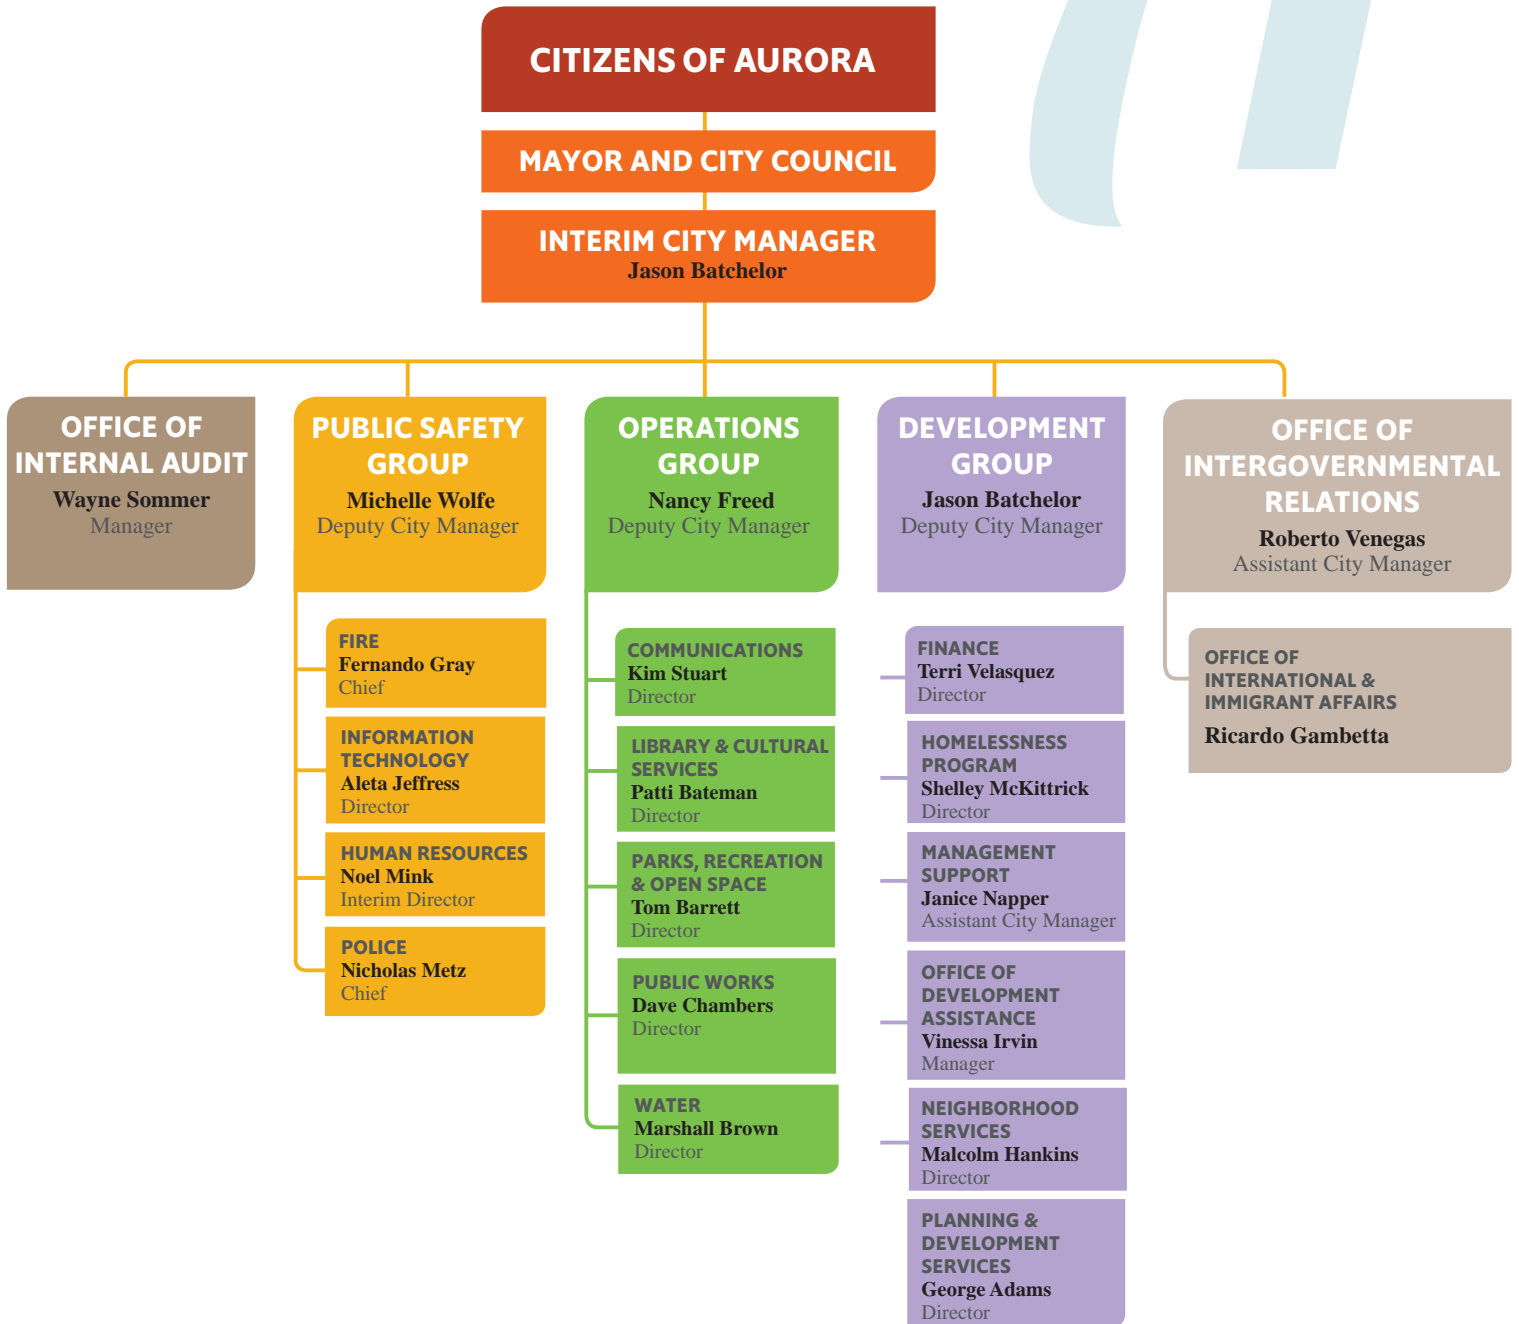 CITIZENS OF AURORA
MAYOR AND CITY COUNCIL
INTERIM CITY MANAGER
Jason Batchelor
OFFICE OF
INTERNAL AUDIT
Wayne Sommer
Manager
PUBLIC SAFETY
GROUP
Michelle Wolfe
Deputy City Manager
FIRE
Fernando Gray
Chief
INFORMATION
TECHNOLOGY
Aleta Jeffress
Director
HUMAN RESOURCES
Noel Mink
Interim Director
POLICE
Nicholas Metz
Chief
OPERATIONS
GROUP
Nancy Freed
Deputy City Manager
COMMUNICATIONS
Kim Stuart
Director
LIBRARY & CULTURAL
SERVICES
Patti Bateman
Director
PARKS, RECREATION
& OPEN SPACE
Tom Barrett
Director
PUBLIC WORKS
Dave Chambers
Director
WATER
Marshall Brown
Director
DEVELOPMENT
GROUP
Jason Batchelor
Deputy City Manager
FINANCE
Terri Velasquez
Director
HOMELESSNESS
PROGRAM
Shelley McKittrick
Director
MANAGEMENT
SUPPORT
Janice Napper
Assistant City Manager
OFFICE OF
DEVELOPMENT
ASSISTANCE
Vinessa Irvin
Manager
NEIGHBORHOOD
SERVICES
Malcolm Hankins
Director
PLANNING &
DEVELOPMENT
SERVICES
George Adams
Director
OFFICE OF
INTERGOVERNMENTAL
RELATIONS
Roberto Venegas
Assistant City Manager
OFFICE OF
INTERNATIONAL &
IMMIGRANT AFFAIRS
Ricardo Gambetta